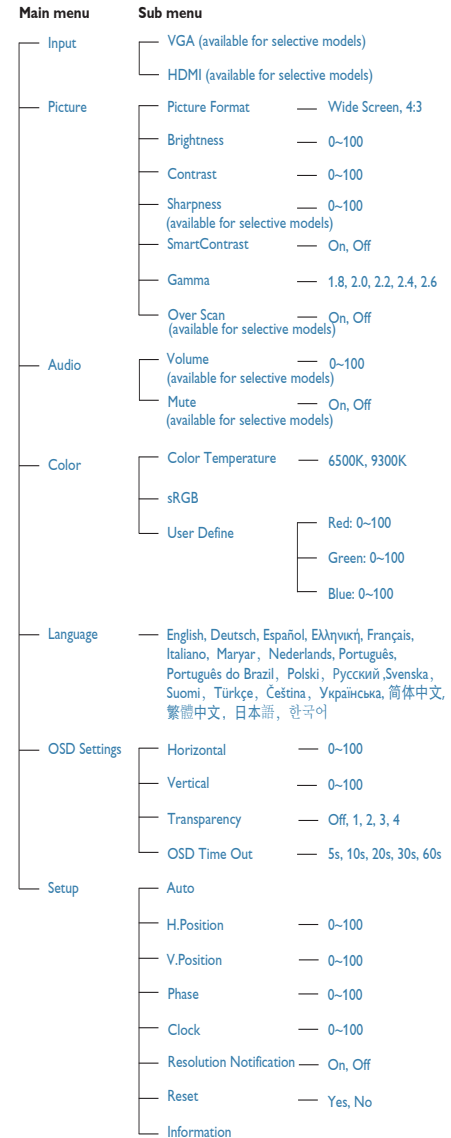 Main menu Sub menu
Input VGA (available for selective models)
HDMI (available for selective models)
Picture Picture Format Wide Screen, 4:3
Brightness 0~100
Contrast 0~100
Sharpness 0~100
(available for selective models)
SmartContrast On, Off
Gamma 1.8, 2.0, 2.2, 2.4, 2.6
Over Scan On, Off
(available for selective models)
Audio Volume 0~100
(available for selective models)
Mute On, Off
(available for selective models)
Color Color Temperature 6500K, 9300K
sRGB
User Define Red: 0~100
Green: 0~100
Blue: 0~100
Language English, Deutsch, Español, Ελληνική, Français,
Italiano, Maryar, Nederlands, Português,
Português do Brazil, Polski, Русский ,Svenska,
Suomi, Türkçe, Čeština, Українська, 简体中文,
繁體中文, 日本語, 한국어
OSD Settings Horizontal 0~100
Vertical 0~100
Transparency Off, 1, 2, 3, 4
OSD Time Out 5s, 10s, 20s, 30s, 60s
Setup Auto
H.Position 0~100
V.Position 0~100
Phase 0~100
Clock 0~100
Resolution Notification On, Off
Reset Yes, No
Information